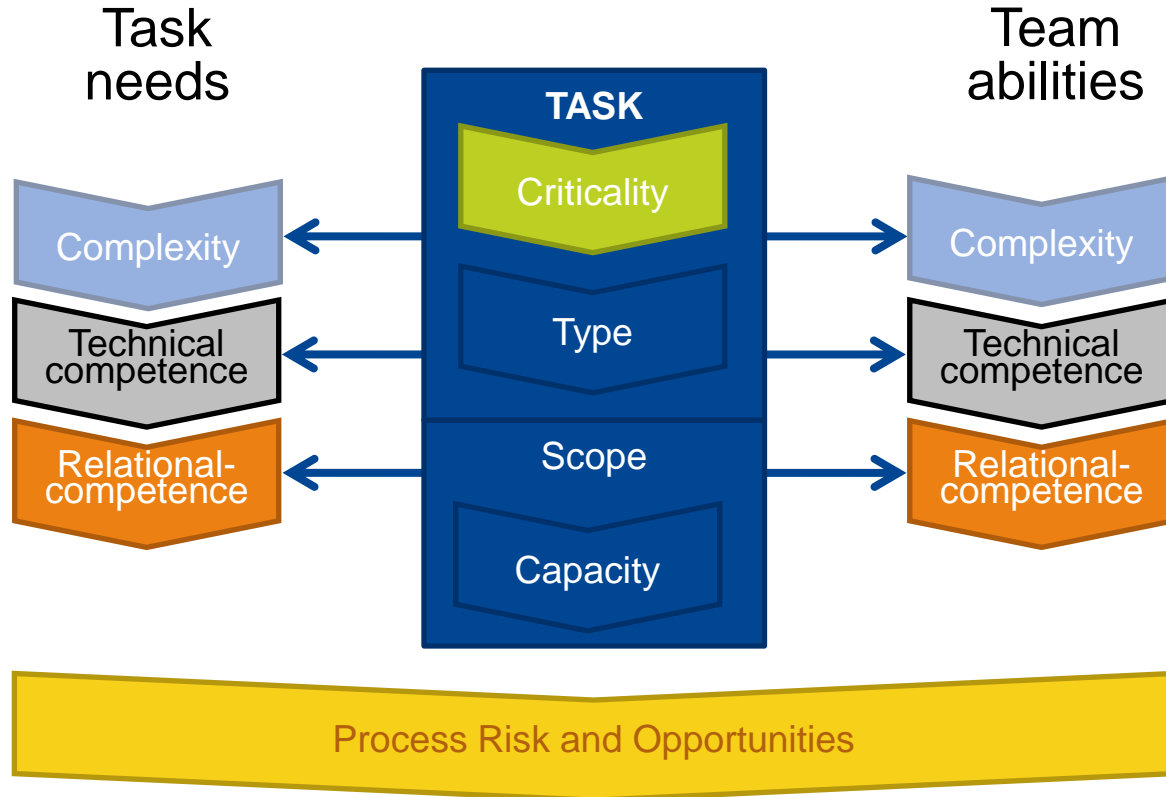 Task
needs
Team
abilities
TASK
Criticality
Type
Scope
Capacity
Complexity
Technical
competence
Relational-
competence
Complexity
Technical
competence
Relational-
competence
Process Risk and Opportunities